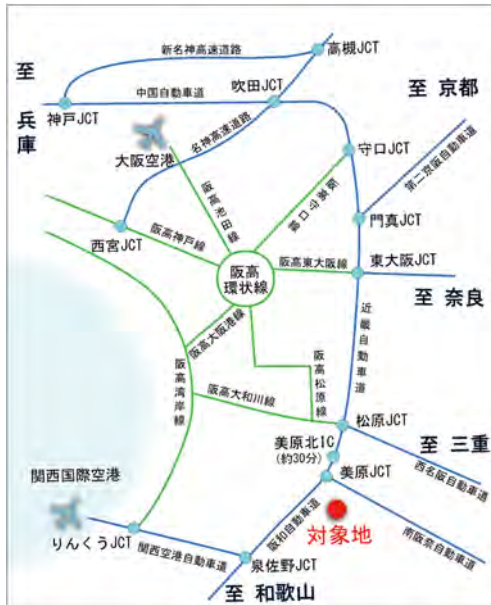 高槻JCT
新名神高速道路
至
兵庫
中国自動車道
吹田JCT
至 京都
神戸JCT
大阪空港
名神高速道路
守口JCT
第二京阪自動車道
阪高池田線
阪高守口線
門真JCT
西宮JCT
阪高神戸線
阪高
環状線
阪高東大阪線
東大阪JCT
至 奈良
阪高大阪港線
近畿自動車道
阪高湾岸線
阪高松原線
阪高大和川線
松原JCT
美原北IC
(約30分)
至 三重
西名阪自動車道
関西国際空港
美原JCT
対象地
阪和自動車道
南阪奈自動車道
りんくうJCT
関西空港自動車道
泉佐野JCT
至 和歌山